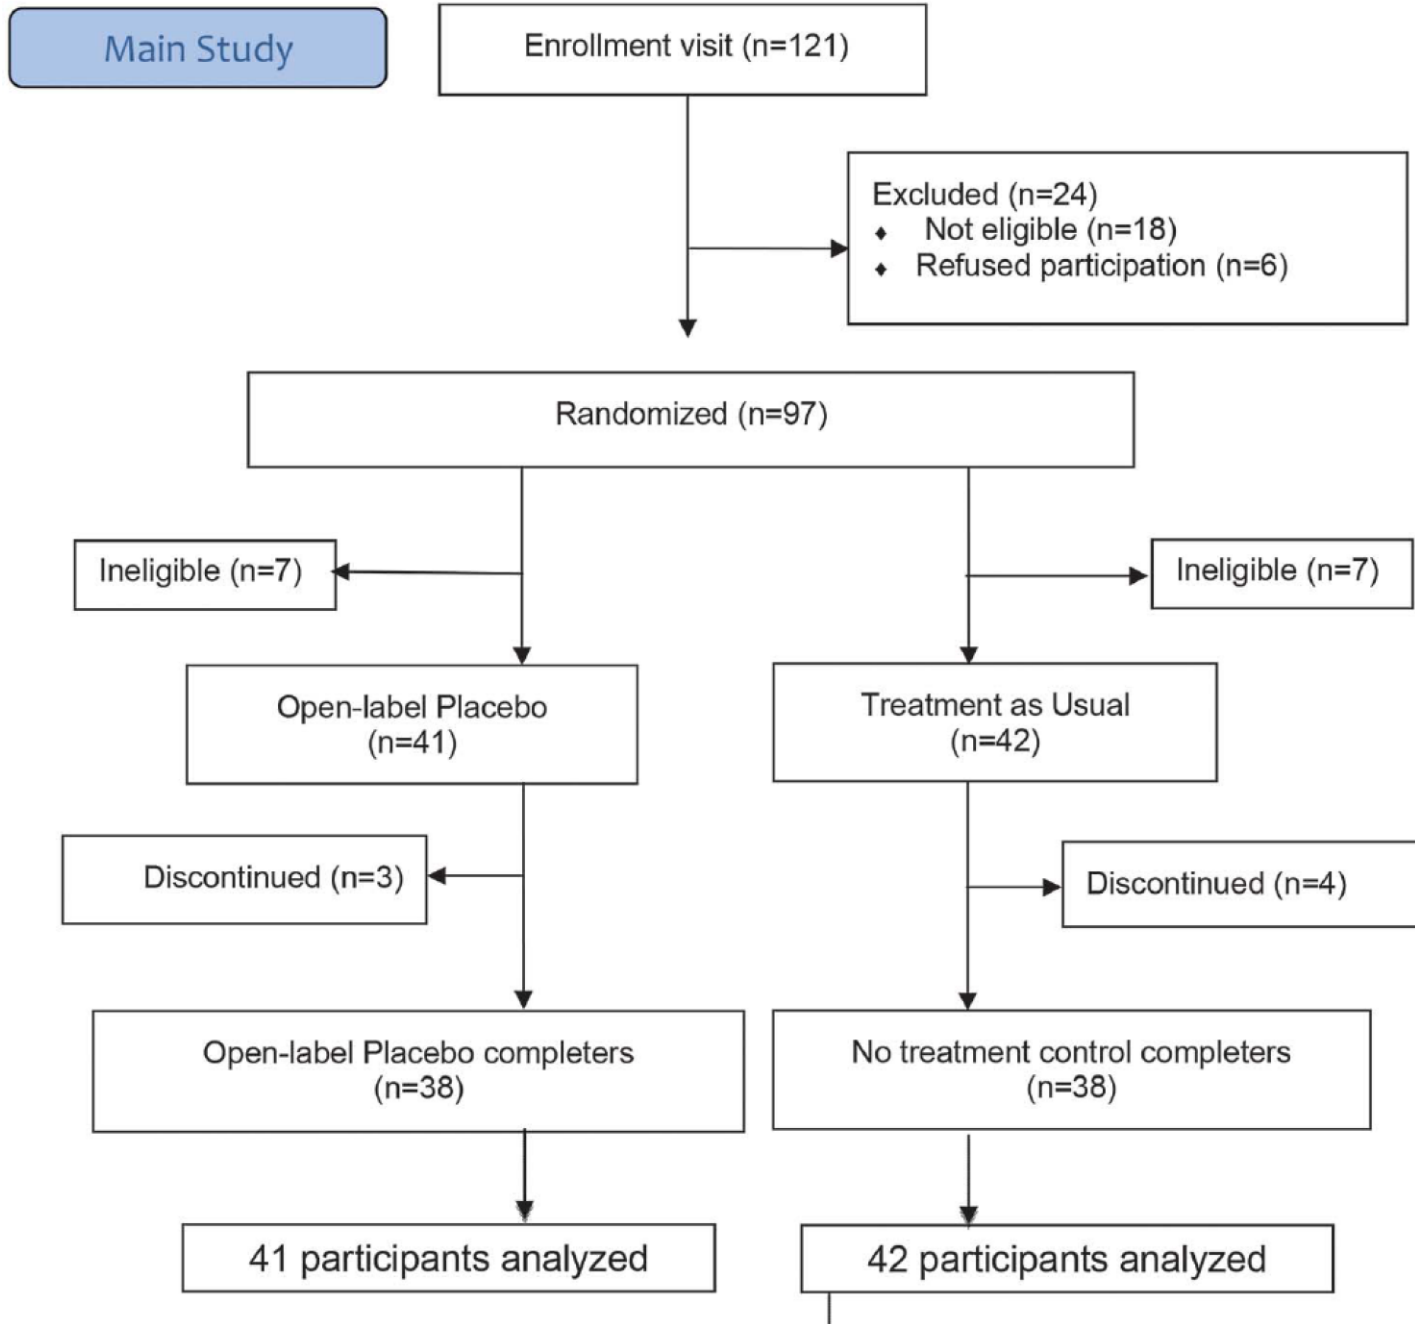 Main Study
Enrollment visit (n=121)
Excluded (n=24)
♦ Not eligible (n=18)
♦ Refused participation (n=6)
Randomized (n=97)
Ineligible (n=7)
Ineligible (n=7)
Open-label Placebo
(n=41)
Treatment as Usual
(n=42)
Discontinued (n=3)
Discontinued (n=4)
Open-label Placebo completers
(n=38)
No treatment control completers
(n=38)
41 participants analyzed
42 participants analyzed